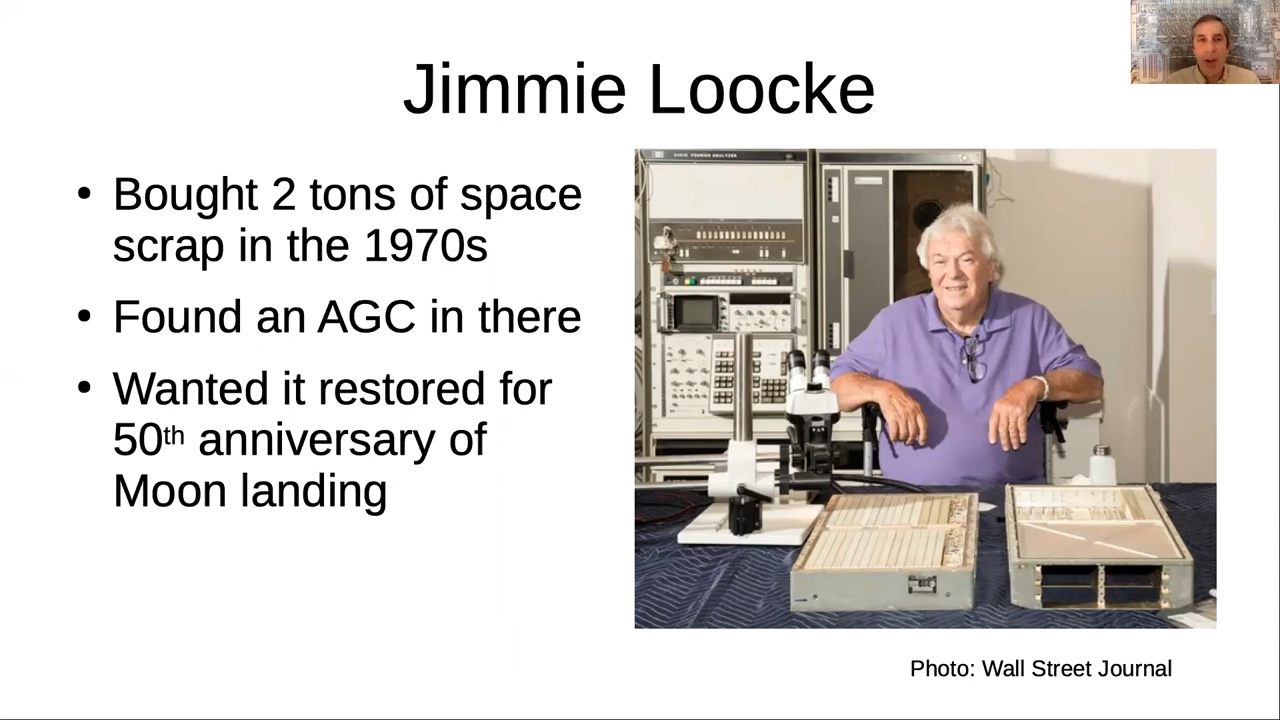 Jimmie Loocke
• Bought 2 tons of space
scrap in the 1970s
• Found an AGC in there
• Wanted it restored for
50th anniversary of
Moon landing
Photo: Wall Street Journal